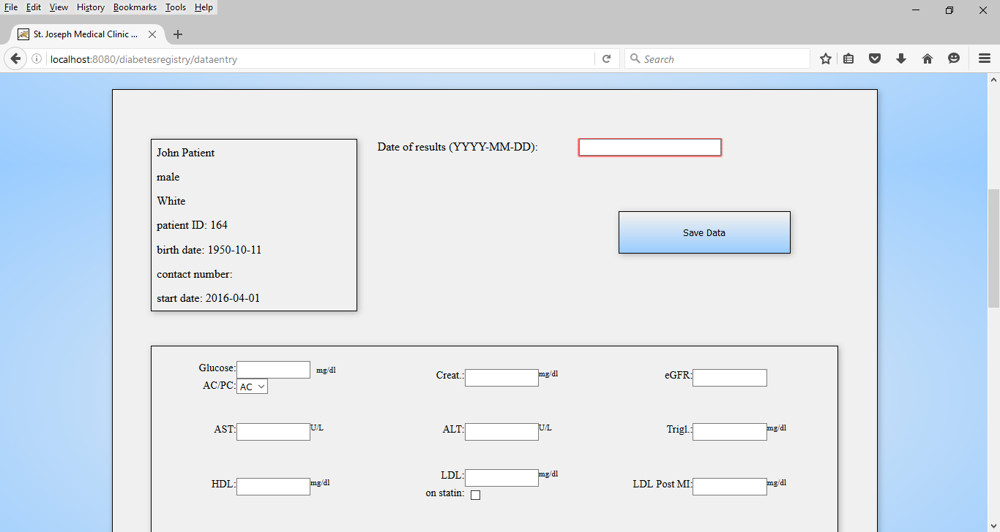 File Edit View History Bookmarks Tools Help
St. Joseph Medical Clinic ...
localhost:8080/diabetesregistry/dataentry
Search
John Patient
male
White
patient ID: 164
birth date: 1950-10-11
contact number:
start date: 2016-04-01
Date of results (YYYY-MM-DD):
Save Data
Glucose: mg/dl
AC/PC: AC
Creat.: mg/dl
eGFR:
AST: U/L
ALT: U/L
Trigl.: mg/dl
HDL: mg/dl
LDL: mg/dl
on statin:
LDL Post MI: mg/dl